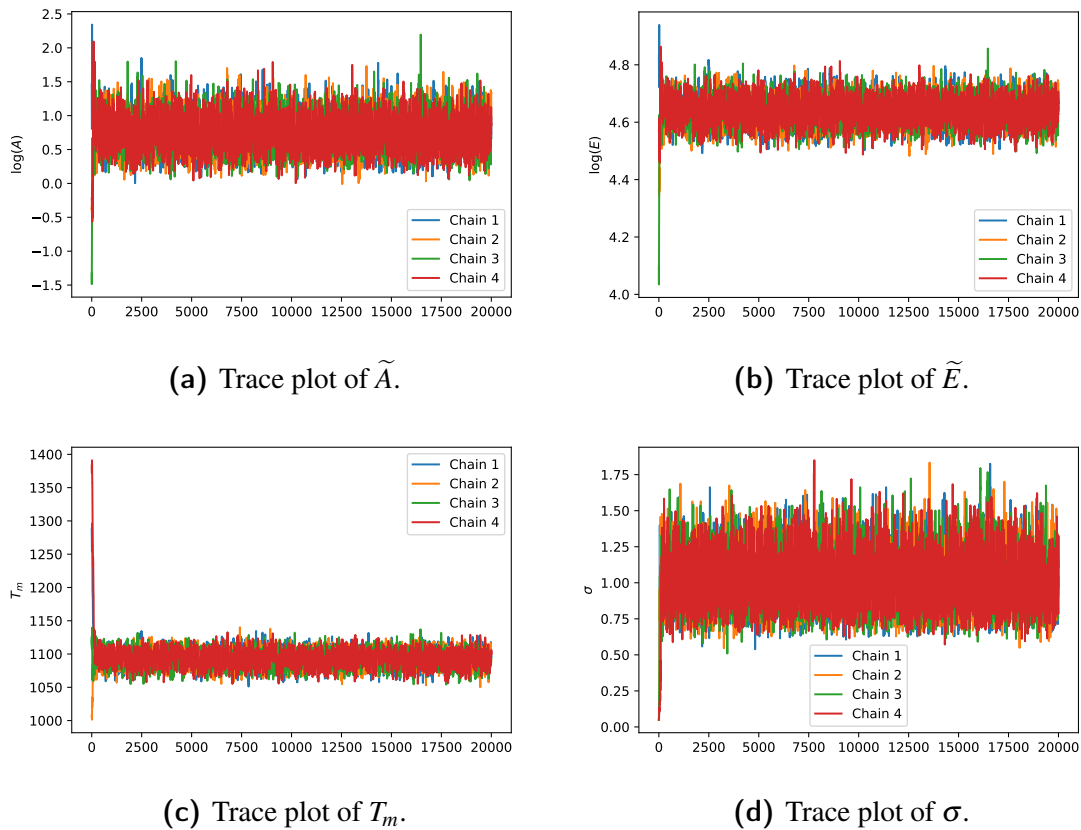 2.5
2.0
1.5
1.0
0.5
0.0
−0.5
−1.0
−1.5
log(A)
0 2500 5000 7500 10000 12500 15000 17500 20000
Chain 1
Chain 2
Chain 3
Chain 4
(a) Trace plot of Ã.
4.8
4.6
4.4
4.2
4.0
log(E)
0 2500 5000 7500 10000 12500 15000 17500 20000
Chain 1
Chain 2
Chain 3
Chain 4
(b) Trace plot of Ẽ.
1400
1350
1300
1250
1200
1150
1100
1050
1000
T_m
0 2500 5000 7500 10000 12500 15000 17500 20000
Chain 1
Chain 2
Chain 3
Chain 4
(c) Trace plot of T_m.
1.75
1.50
1.25
1.00
0.75
0.50
0.25
0.00
σ
0 2500 5000 7500 10000 12500 15000 17500 20000
Chain 1
Chain 2
Chain 3
Chain 4
(d) Trace plot of σ.